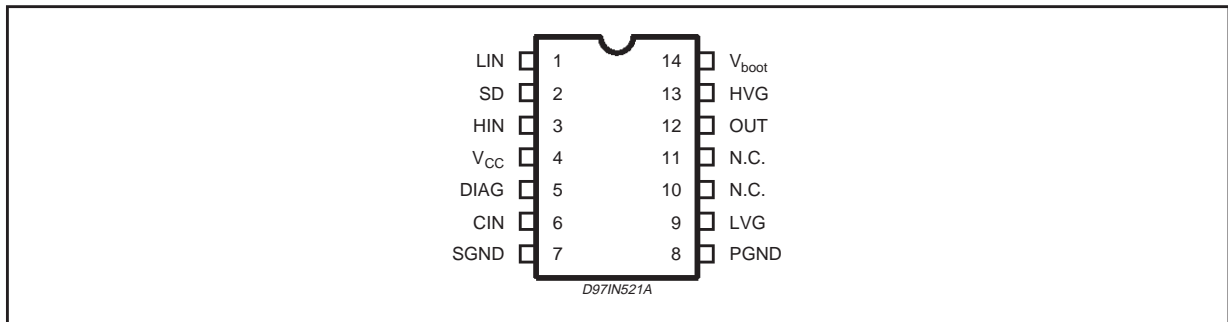 LIN 1 14 Vboot
SD 2 13 HVG
HIN 3 12 OUT
VCC 4 11 N.C.
DIAG 5 10 N.C.
CIN 6 9 LVG
SGND 7 8 PGND
D97IN521A